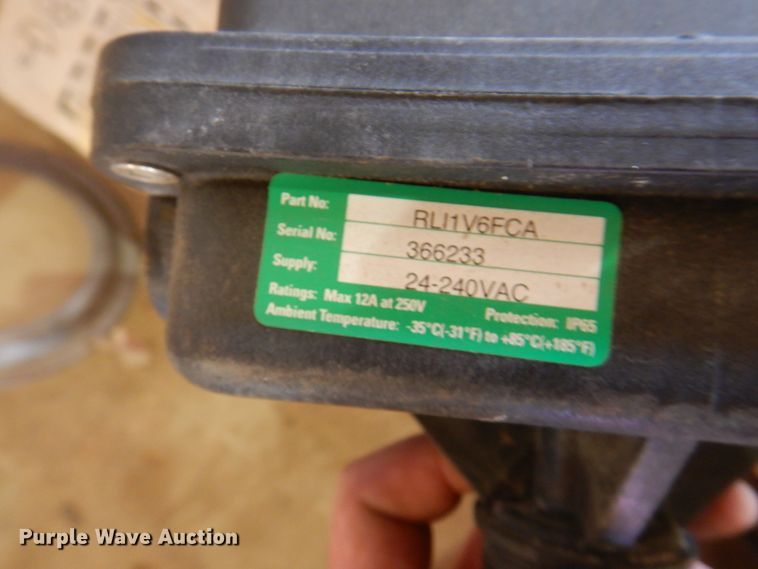 Part No: RLI1V6FCA
Serial No: 366233
Supply: 24-240VAC
Ratings: Max 12A at 250V Protection: IP65
Ambient Temperature: -35°C(-31°F) to +85°C(+185°F)
Purple Wave Auction